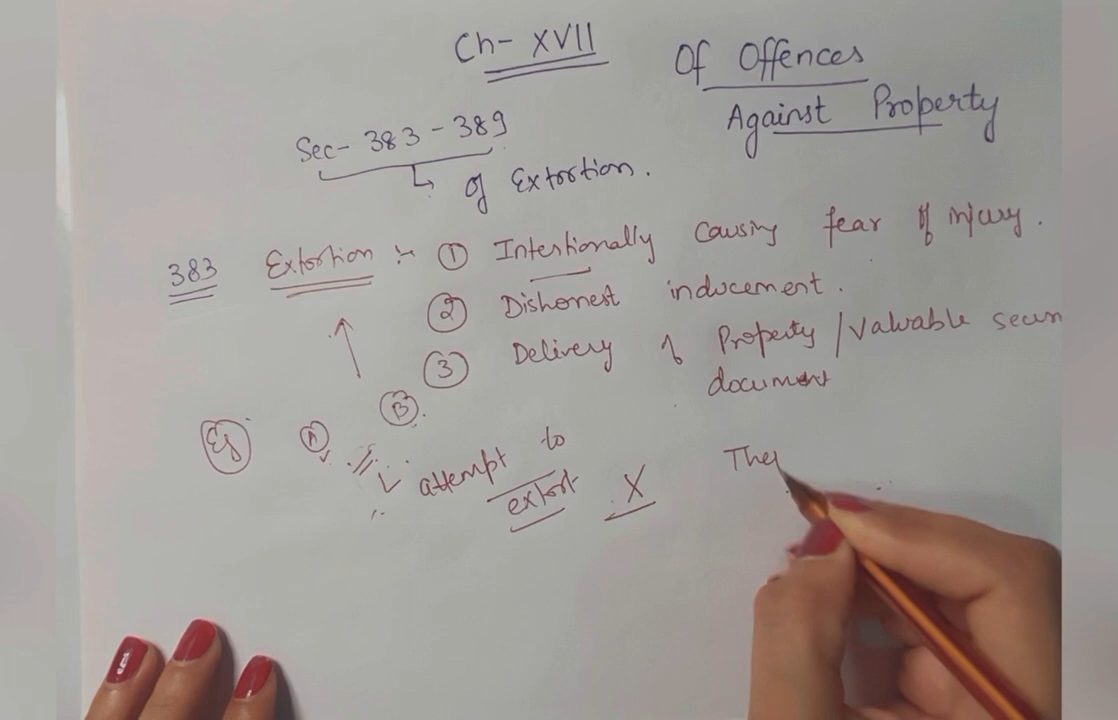 Ch- XVII
Of Offences
Against Property
Sec- 383 - 389
↳ of Extortion.
383 Extortion :- ① Intentionally causing fear of injury.
② Dishonest inducement.
③ Delivery of Property / Valuable secur
document
Eg A B
attempt to
extort X
The